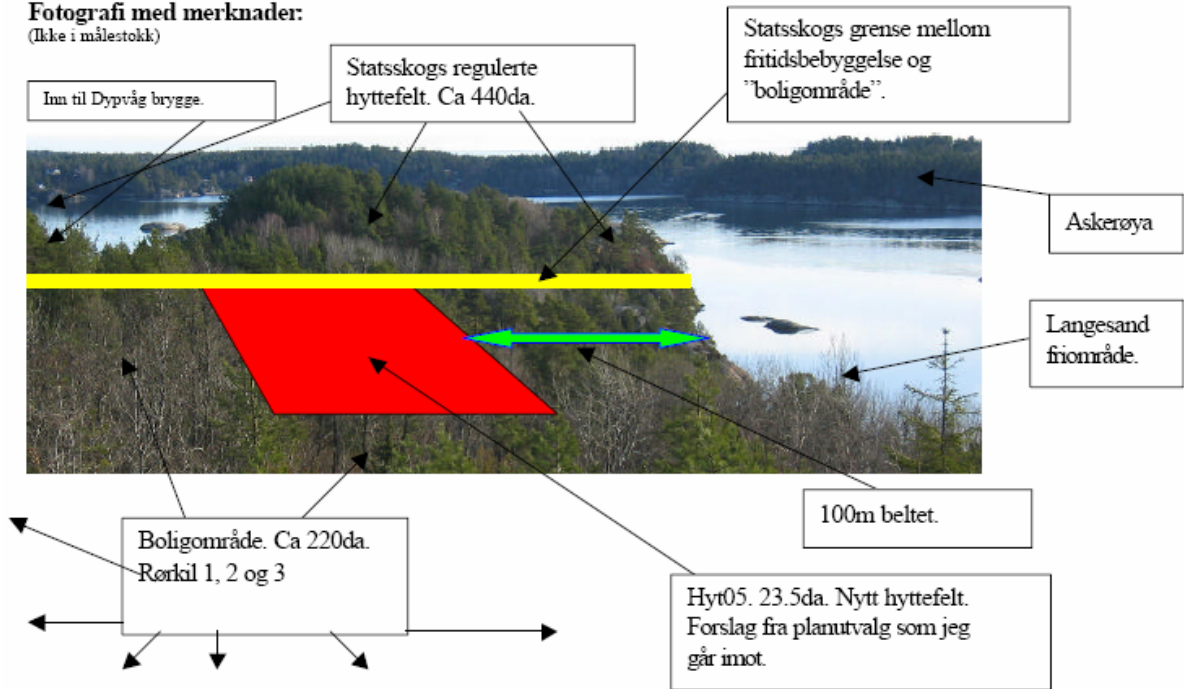 Fotografi med merknader:
(Ikke i målestokk)
Inn til Dypvåg brygge.
Statsskogs regulerte
hyttefelt. Ca 440da.
Statsskogs grense mellom
fritidsbebyggelse og
”boligområde”.
Askerøya
Langesand
friområde.
100m beltet.
Boligområde. Ca 220da.
Rørkil 1, 2 og 3
Hyt05. 23.5da. Nytt hyttefelt.
Forslag fra planutvalg som jeg
går imot.